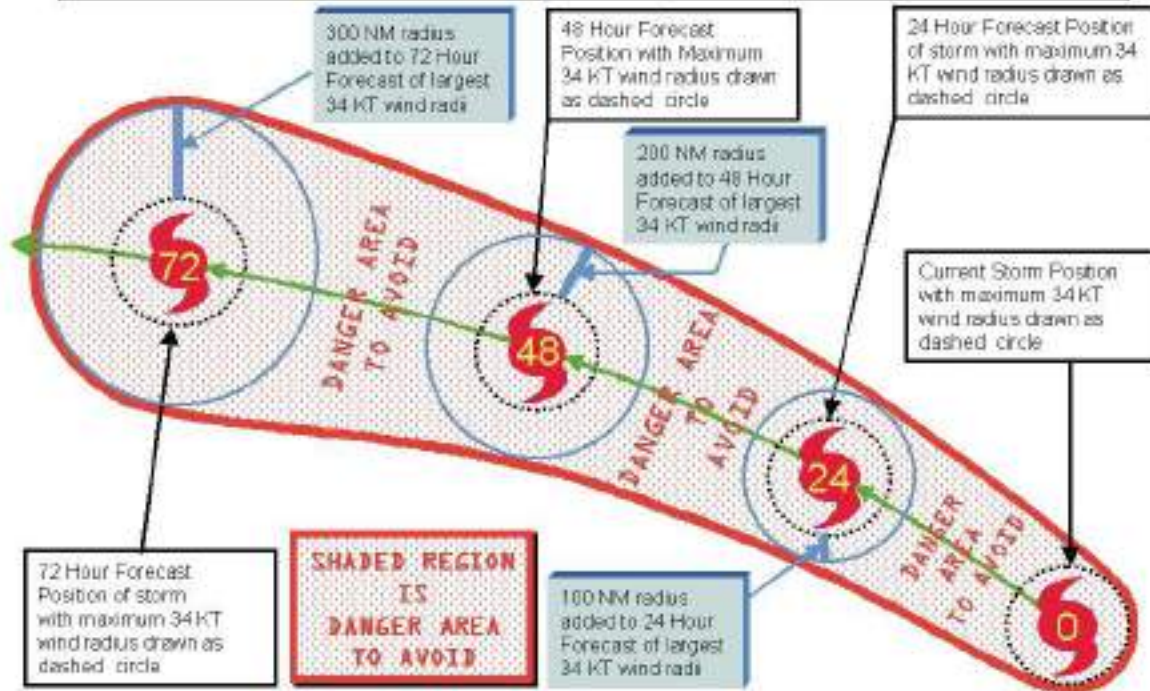 300 NM radius
added to 72 Hour
Forecast of largest
34 KT wind radii
48 Hour Forecast
Position with Maximum
34 KT wind radius drawn
as dashed circle
24 Hour Forecast Position
of storm with maximum 34
KT wind radius drawn as
dashed circle
200 NM radius
added to 48 Hour
Forecast of largest
34 KT wind radii
Current Storm Position
with maximum 34 KT
wind radius drawn as
dashed circle
72
48
24
0
DANGER AREA
TO AVOID
DANGER AREA
TO
AVOID
DANGER
AREA
TO AVOID
72 Hour Forecast
Position of storm
with maximum 34 KT
wind radius drawn as
dashed circle
SHADED REGION
IS
DANGER AREA
TO AVOID
100 NM radius
added to 24 Hour
Forecast of largest
34 KT wind radii